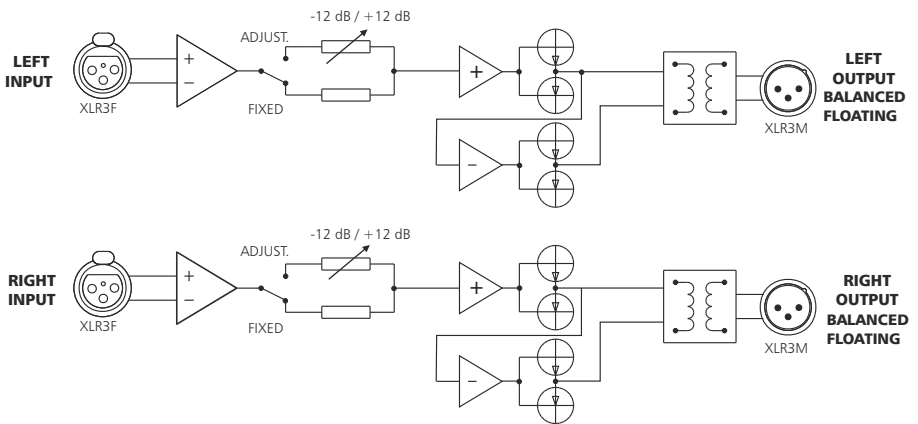 -12 dB / +12 dB
ADJUST.
LEFT
INPUT
+
−
XLR3F
FIXED
+
−
LEFT
OUTPUT
BALANCED
FLOATING
XLR3M
-12 dB / +12 dB
ADJUST.
RIGHT
INPUT
+
−
XLR3F
FIXED
+
−
RIGHT
OUTPUT
BALANCED
FLOATING
XLR3M